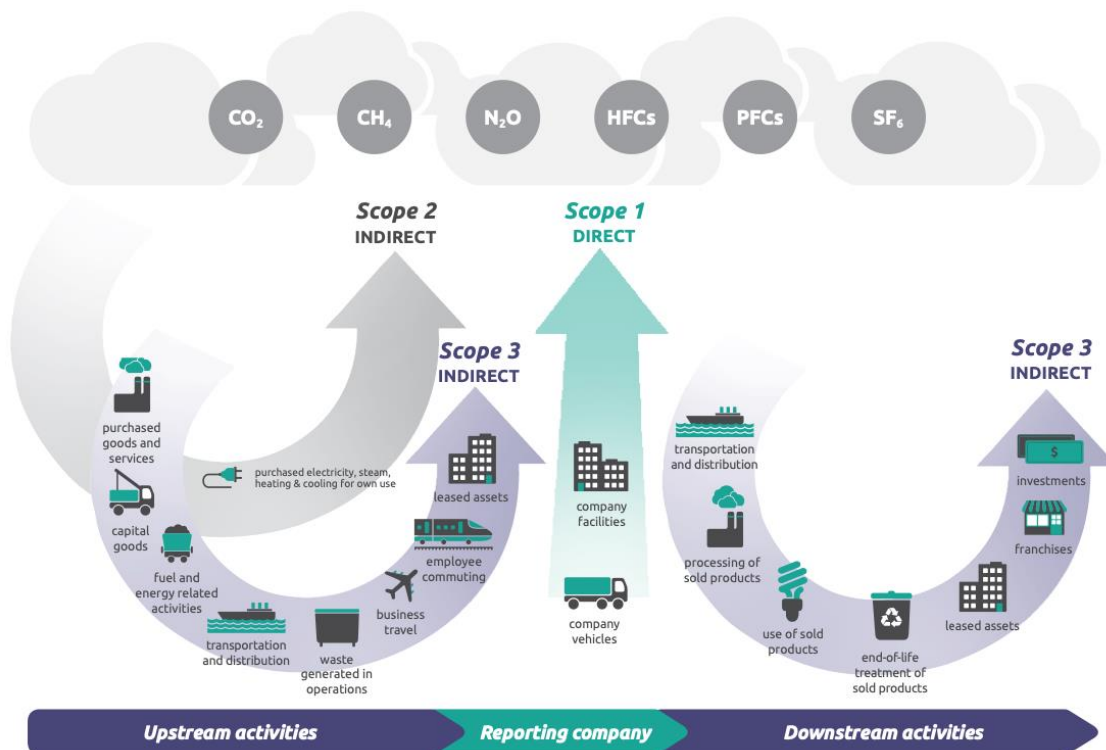 CO₂
CH₄
N₂O
HFCs
PFCs
SF₆
Scope 2
INDIRECT
Scope 1
DIRECT
Scope 3
INDIRECT
Scope 3
INDIRECT
purchased
goods and
services
capital
goods
fuel and
energy related
activities
transportation
and distribution
waste
generated in
operations
business
travel
employee
commuting
leased assets
purchased electricity, steam,
heating & cooling for own use
company
facilities
company
vehicles
transportation
and distribution
processing of
sold products
use of sold
products
end-of-life
treatment of
sold products
leased assets
franchises
$
investments
Upstream activities
Reporting company
Downstream activities